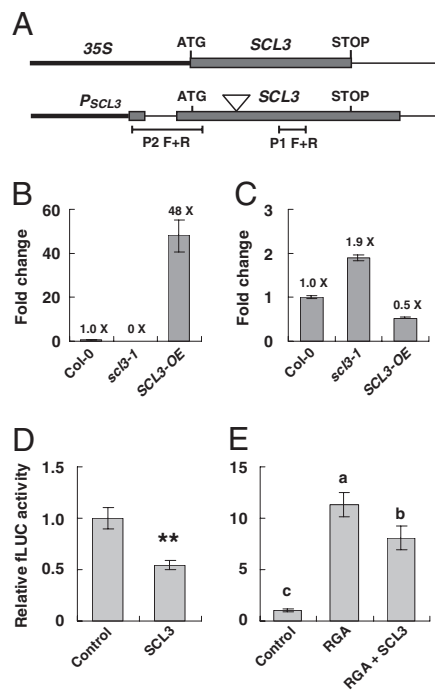 A
35S ATG SCL3 STOP
P_SCL3 ATG SCL3 STOP
P2 F+R P1 F+R
B
Fold change
60
40
20
0
1.0 X 0 X 48 X
Col-0 scl3-1 SCL3-OE
C
Fold change
3
2
1
0
1.0 X 1.9 X 0.5 X
Col-0 scl3-1 SCL3-OE
D
Relative fLUC activity
1.5
1.0
0.5
0
**
Control SCL3
E
15
10
5
0
c a b
Control RGA RGA + SCL3